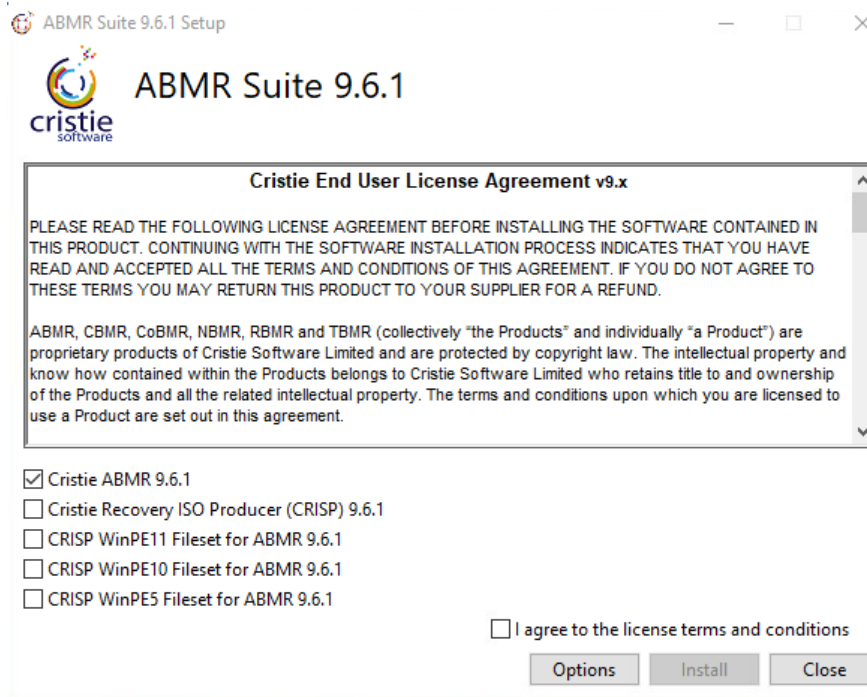 ABMR Suite 9.6.1 Setup
ABMR Suite 9.6.1
cristie
software
Cristie End User License Agreement v9.x
PLEASE READ THE FOLLOWING LICENSE AGREEMENT BEFORE INSTALLING THE SOFTWARE CONTAINED IN
THIS PRODUCT. CONTINUING WITH THE SOFTWARE INSTALLATION PROCESS INDICATES THAT YOU HAVE
READ AND ACCEPTED ALL THE TERMS AND CONDITIONS OF THIS AGREEMENT. IF YOU DO NOT AGREE TO
THESE TERMS YOU MAY RETURN THIS PRODUCT TO YOUR SUPPLIER FOR A REFUND.
ABMR, CBMR, CoBMR, NBMR, RBMR and TBMR (collectively “the Products” and individually “a Product”) are
proprietary products of Cristie Software Limited and are protected by copyright law. The intellectual property and
know how contained within the Products belongs to Cristie Software Limited who retains title to and ownership
of the Products and all the related intellectual property. The terms and conditions upon which you are licensed to
use a Product are set out in this agreement.
Cristie ABMR 9.6.1
Cristie Recovery ISO Producer (CRISP) 9.6.1
CRISP WinPE11 Fileset for ABMR 9.6.1
CRISP WinPE10 Fileset for ABMR 9.6.1
CRISP WinPE5 Fileset for ABMR 9.6.1
I agree to the license terms and conditions
Options Install Close